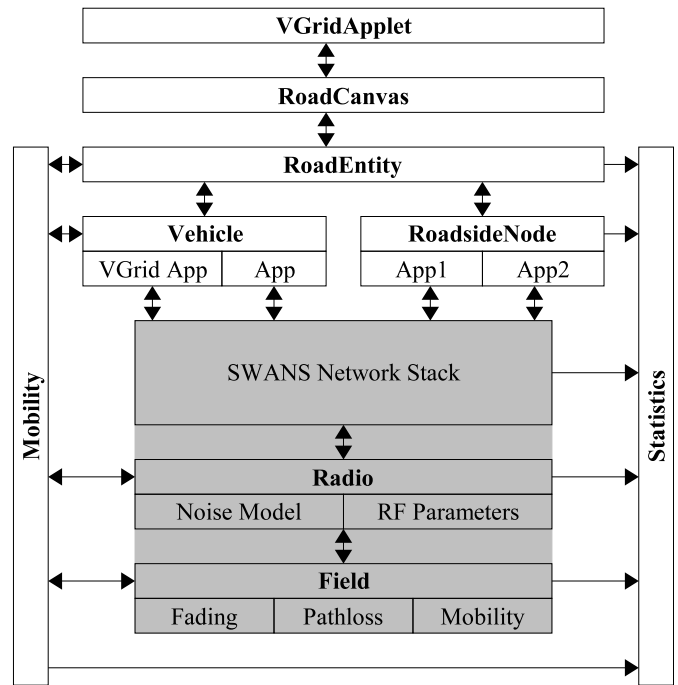 VGridApplet
RoadCanvas
RoadEntity
Vehicle
VGrid App
App
RoadsideNode
App1
App2
SWANS Network Stack
Radio
Noise Model
RF Parameters
Field
Fading
Pathloss
Mobility
Mobility
Statistics